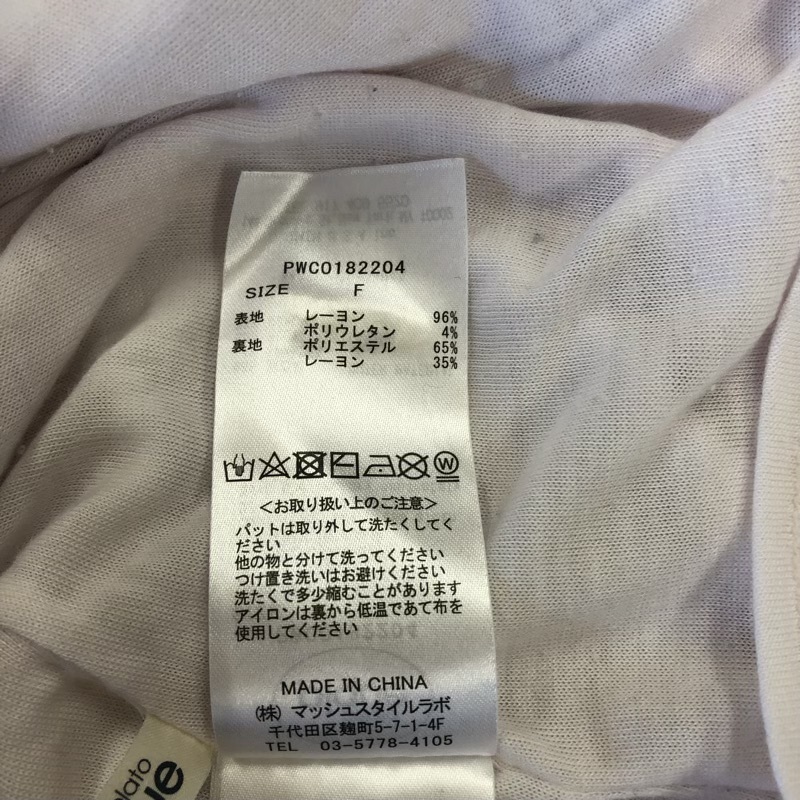 PWCO182204
SIZE F
表地 レーヨン 96%
ポリウレタン 4%
裏地 ポリエステル 65%
レーヨン 35%
W
<お取り扱い上のご注意>
パットは取り外して洗たくしてく
ださい
他の物と分けて洗ってください
つけ置き洗いはお避けください
洗たくで多少縮むことがあります
アイロンは裏から低温であて布を
使用してください
MADE IN CHINA
(株) マッシュスタイルラボ
千代田区麹町5-7-1-4F
TEL 03-5778-4105